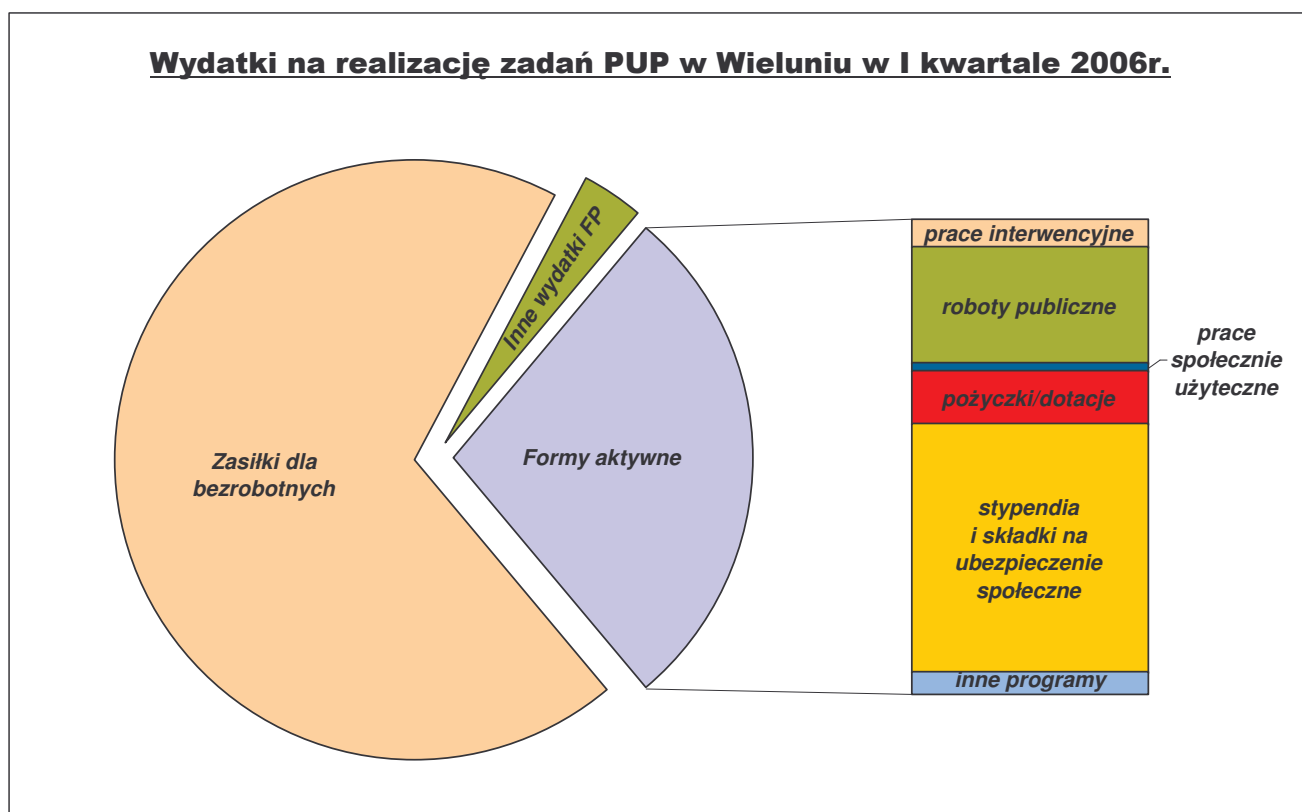 Wydatki na realizację zadań PUP w Wieluniu w I kwartale 2006r.
Zasiłki dla
bezrobotnych
Inne wydatki FP
Formy aktywne
prace interwencyjne
roboty publiczne
prace
społecznie
użyteczne
pożyczki/dotacje
stypendia
i składki na
ubezpieczenie
społeczne
inne programy